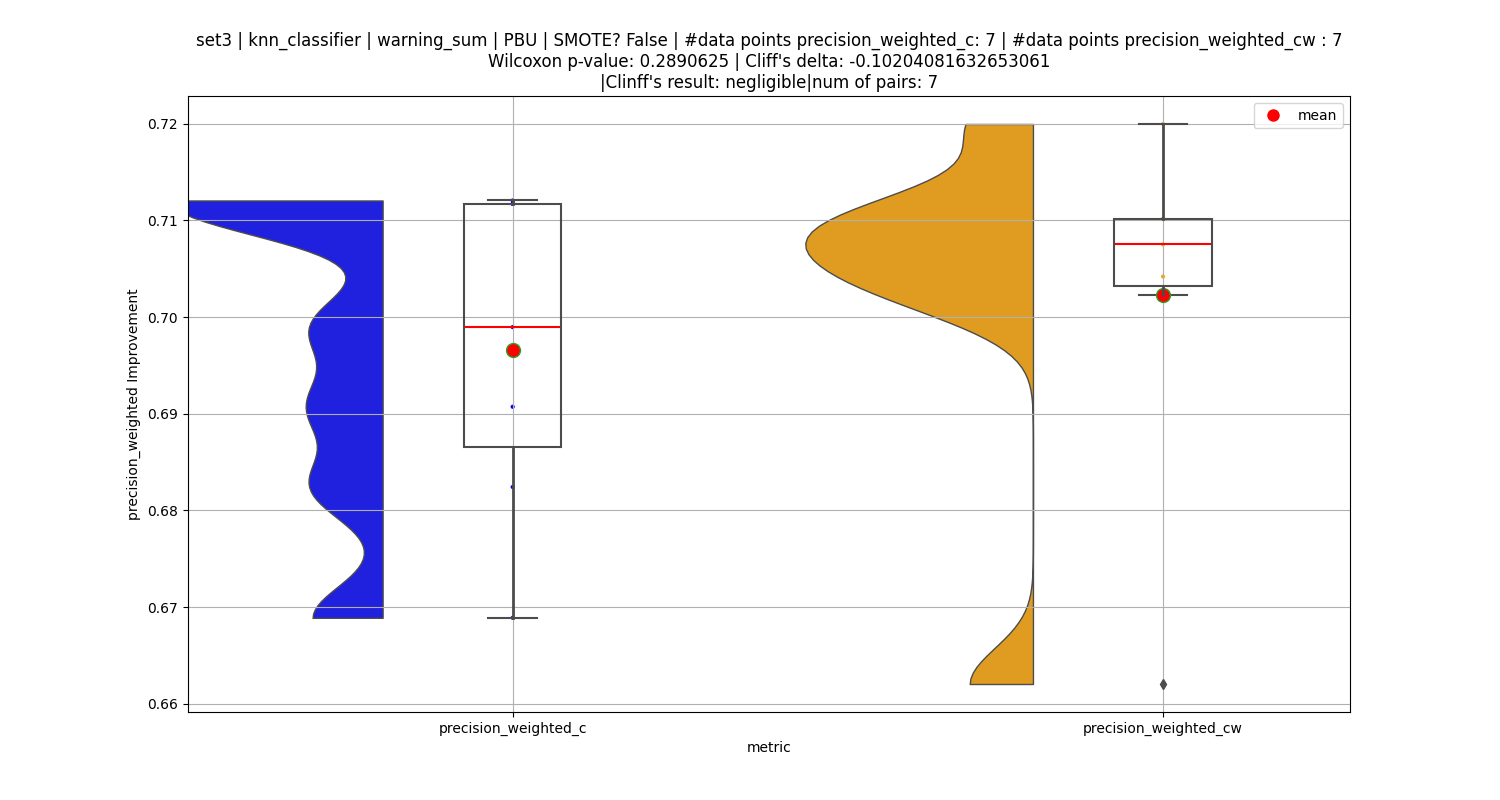 set3 | knn_classifier | warning_sum | PBU | SMOTE? False | #data points precision_weighted_c: 7 | #data points precision_weighted_cw : 7
Wilcoxon p-value: 0.2890625 | Cliff's delta: -0.10204081632653061
|Clinff's result: negligible|num of pairs: 7
mean
0.72
0.71
0.70
0.69
0.68
0.67
0.66
precision_weighted Improvement
precision_weighted_c
precision_weighted_cw
metric